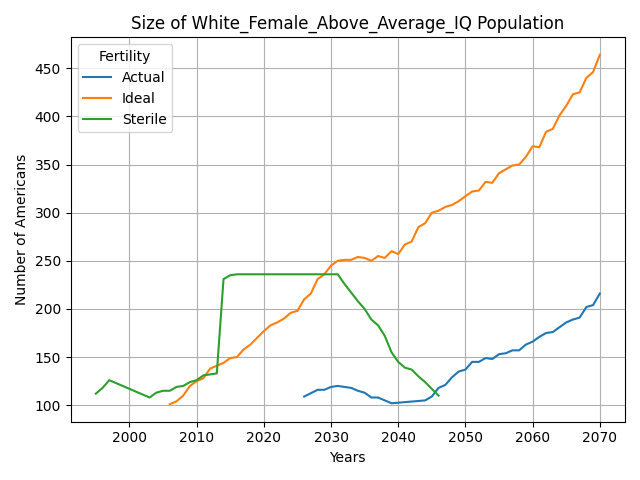 Size of White_Female_Above_Average_IQ Population
Fertility
Actual
Ideal
Sterile
Number of Americans
450
400
350
300
250
200
150
100
2000 2010 2020 2030 2040 2050 2060 2070
Years